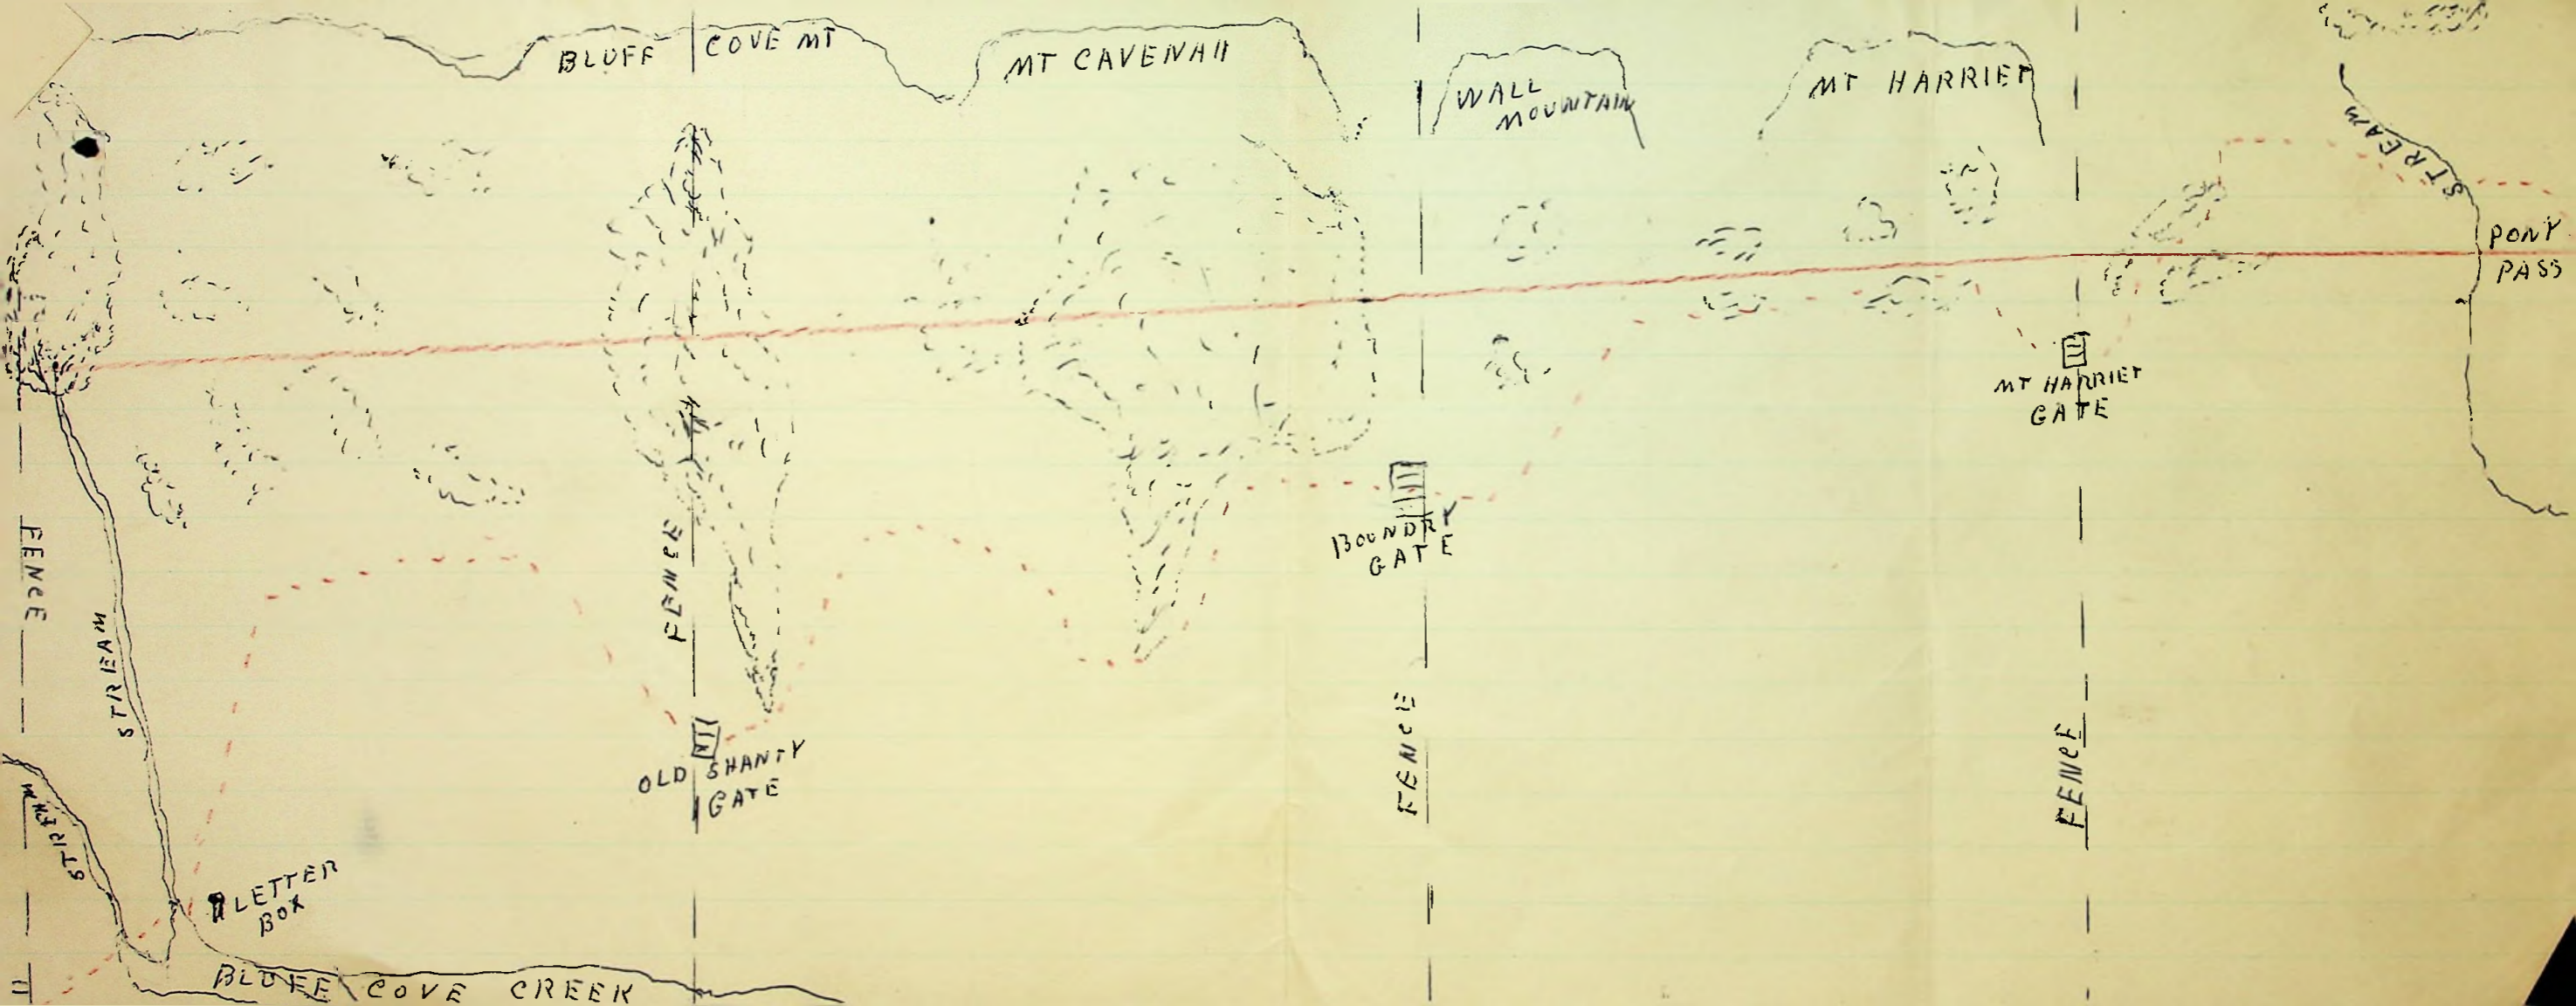 BLUFF COVE MT
MT CAVENAH
WALL
MOUNTAIN
MT HARRIET
STREAM
PONY
PASS
MT HARRIET
GATE
BOUNDRY
GATE
FENCE
FENCE
FENCE
FENCE
STREAM
OLD SHANTY
GATE
STREAM
LETTER
BOX
BLUFF COVE CREEK